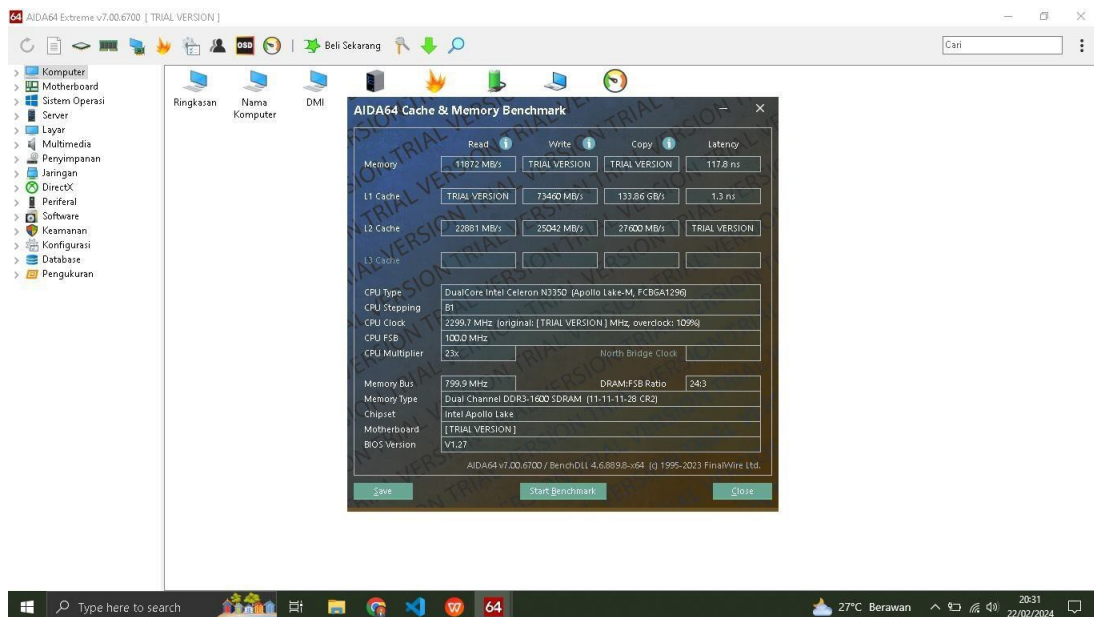 64 AIDA64 Extreme v7.00.6700 [ TRIAL VERSION ]
OSD Beli Sekarang Cari
Komputer
Motherboard
Sistem Operasi
Server
Layar
Multimedia
Penyimpanan
Jaringan
DirectX
Periferal
Software
Keamanan
Konfigurasi
Database
Pengukuran
Ringkasan
Nama Komputer
DMI
AIDA64 Cache & Memory Benchmark
Read Write Copy Latency
Memory 11872 MB/s TRIAL VERSION TRIAL VERSION 117.8 ns
L1 Cache TRIAL VERSION 73460 MB/s 133.86 GB/s 1.3 ns
L2 Cache 22881 MB/s 25042 MB/s 27600 MB/s TRIAL VERSION
L3 Cache
CPU Type DualCore Intel Celeron N3350 (Apollo Lake-M, FCBGA1296)
CPU Stepping B1
CPU Clock 2299.7 MHz (original: [ TRIAL VERSION ] MHz, overclock: 109%)
CPU FSB 100.0 MHz
CPU Multiplier 23x North Bridge Clock
Memory Bus 799.9 MHz DRAM:FSB Ratio 24:3
Memory Type Dual Channel DDR3-1600 SDRAM (11-11-11-28 CR2)
Chipset Intel Apollo Lake
Motherboard [ TRIAL VERSION ]
BIOS Version V1.27
AIDA64 v7.00.6700 / BenchDLL 4.6.889.8-x64 (c) 1995-2023 FinalWire Ltd.
Save Start Benchmark Close
Type here to search 64 27°C Berawan 20:31
22/02/2024